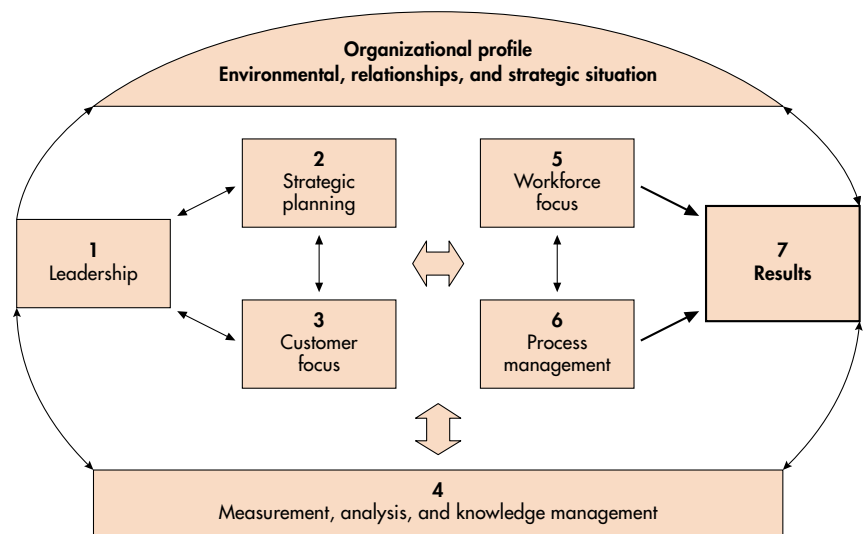 Organizational profile
Environmental, relationships, and strategic situation
1
Leadership
2
Strategic
planning
3
Customer
focus
5
Workforce
focus
6
Process
management
7
Results
4
Measurement, analysis, and knowledge management